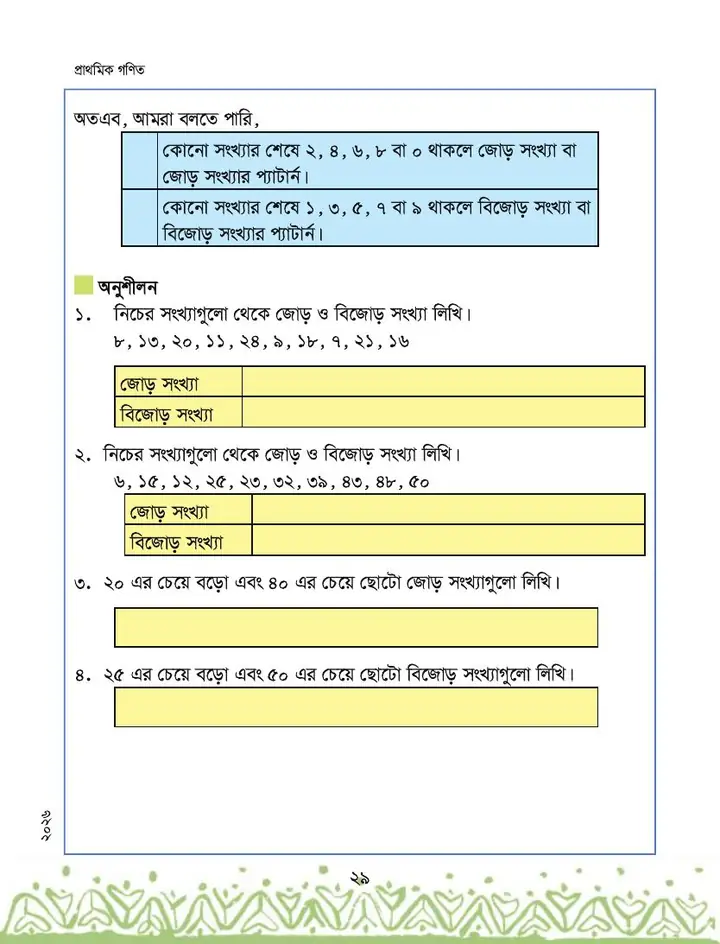 প্রাথমিক গণিত
অতএব, আমরা বলতে পারি,
কোনো সংখ্যার শেষে ২, ৪, ৬, ৮ বা ০ থাকলে জোড় সংখ্যা বা
জোড় সংখ্যার প্যাটার্ন।
কোনো সংখ্যার শেষে ১, ৩, ৫, ৭ বা ৯ থাকলে বিজোড় সংখ্যা বা
বিজোড় সংখ্যার প্যাটার্ন।
অনুশীলন
১. নিচের সংখ্যাগুলো থেকে জোড় ও বিজোড় সংখ্যা লিখি।
৮, ১৩, ২০, ১১, ২৪, ৯, ১৮, ৭, ২১, ১৬
জোড় সংখ্যা
বিজোড় সংখ্যা
২. নিচের সংখ্যাগুলো থেকে জোড় ও বিজোড় সংখ্যা লিখি।
৬, ১৫, ১২, ২৫, ২৩, ৩২, ৩৯, ৪৩, ৪৮, ৫০
জোড় সংখ্যা
বিজোড় সংখ্যা
৩. ২০ এর চেয়ে বড়ো এবং ৪০ এর চেয়ে ছোটো জোড় সংখ্যাগুলো লিখি।
৪. ২৫ এর চেয়ে বড়ো এবং ৫০ এর চেয়ে ছোটো বিজোড় সংখ্যাগুলো লিখি।
২০২৬
২৯